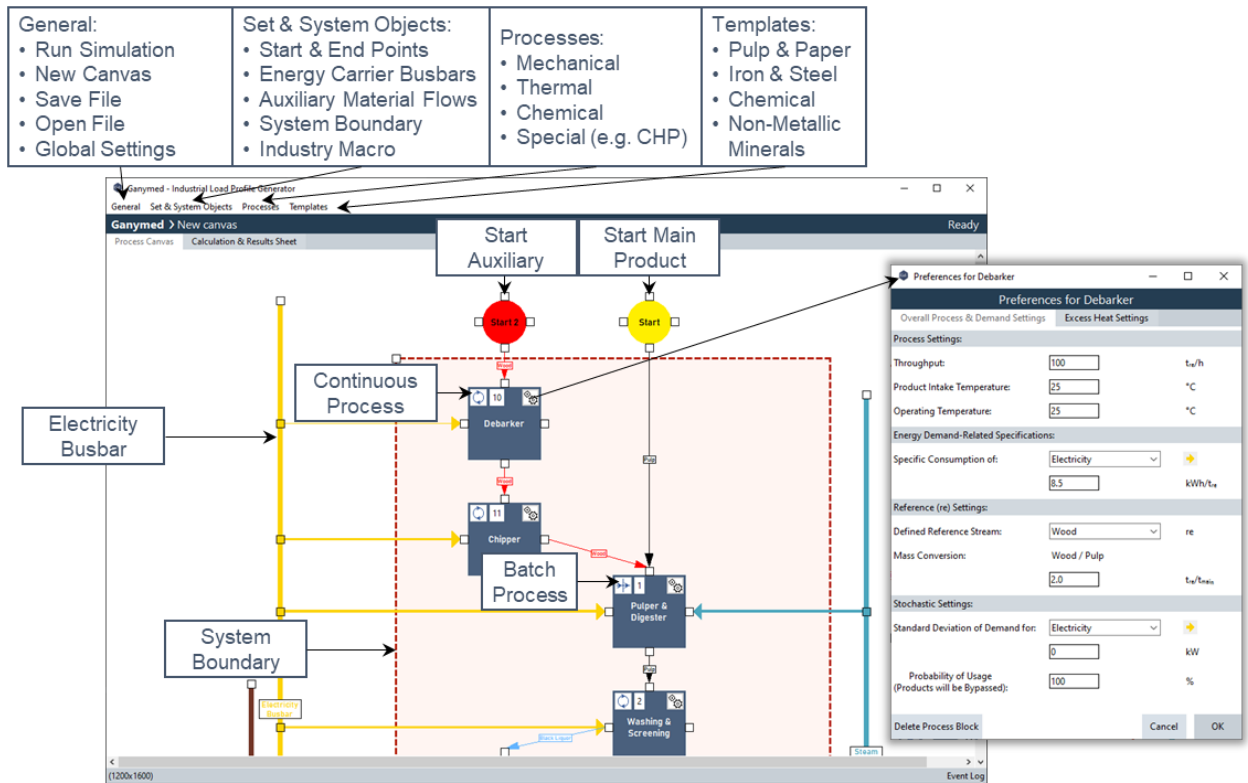 General:
• Run Simulation
• New Canvas
• Save File
• Open File
• Global Settings
Set & System Objects:
• Start & End Points
• Energy Carrier Busbars
• Auxiliary Material Flows
• System Boundary
• Industry Macro
Processes:
• Mechanical
• Thermal
• Chemical
• Special (e.g. CHP)
Templates:
• Pulp & Paper
• Iron & Steel
• Chemical
• Non-Metallic
Minerals
Ganymed - Industrial Load Profile Generator
General Set & System Objects Processes Templates
Ganymed > New canvas
Ready
Process Canvas Calculation & Results Sheet
Start
Auxiliary
Start Main
Product
Start 2
Start
Wood
Continuous
Process
10
Debarker
Electricity
Busbar
Wood
Pulp
11
Chipper
Wood
Batch
Process
1
Pulper &
Digester
System
Boundary
Pulp
Electricity
Busbar
2
Washing &
Screening
Black Liquor
Steam
(1200x1600)
Event Log
Preferences for Debarker
Preferences for Debarker
Overall Process & Demand Settings Excess Heat Settings
Process Settings:
Throughput: 100 tᵣₑ/h
Product Intake Temperature: 25 °C
Operating Temperature: 25 °C
Energy Demand-Related Specifications:
Specific Consumption of: Electricity
8.5 kWh/tᵣₑ
Reference (re) Settings:
Defined Reference Stream: Wood re
Mass Conversion: Wood / Pulp
2.0 tᵣₑ/tₘₐᵢₙ
Stochastic Settings:
Standard Deviation of Demand for: Electricity
0 kW
Probability of Usage
(Products will be Bypassed): 100 %
Delete Process Block Cancel OK